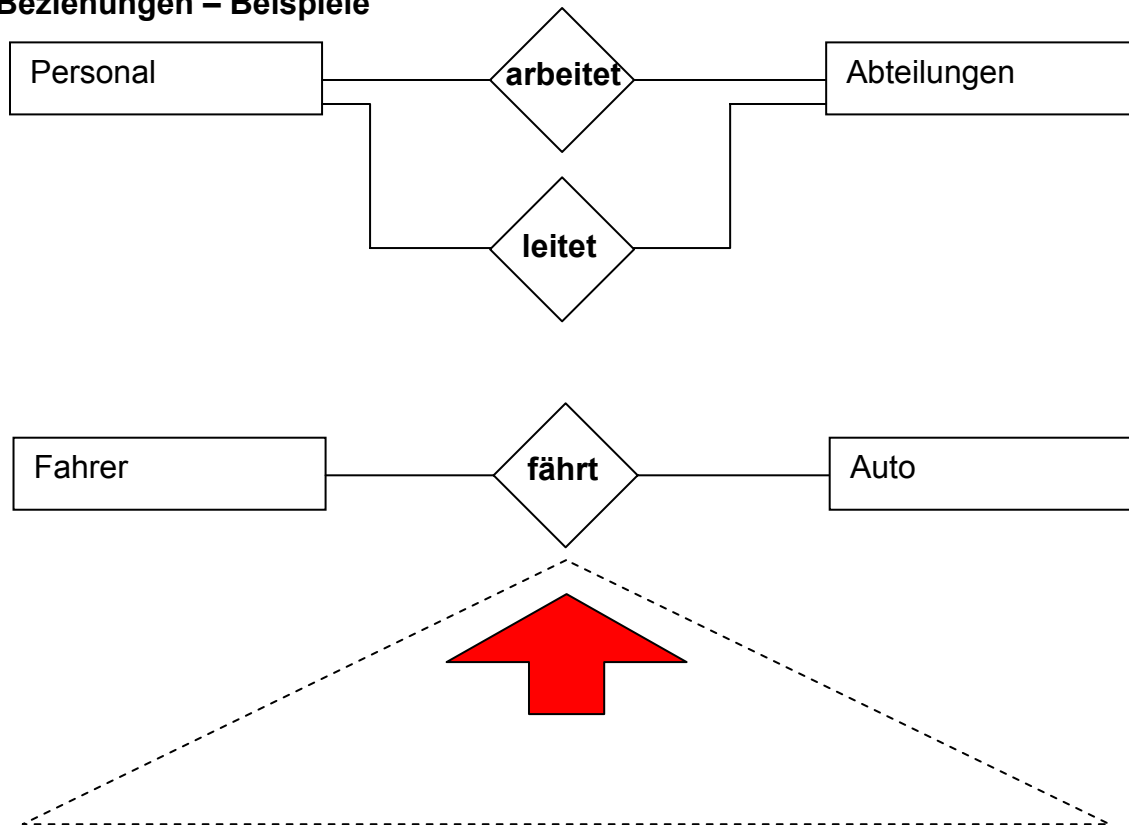 Beziehungen – Beispiele
Personal
arbeitet
Abteilungen
leitet
Fahrer
fährt
Auto